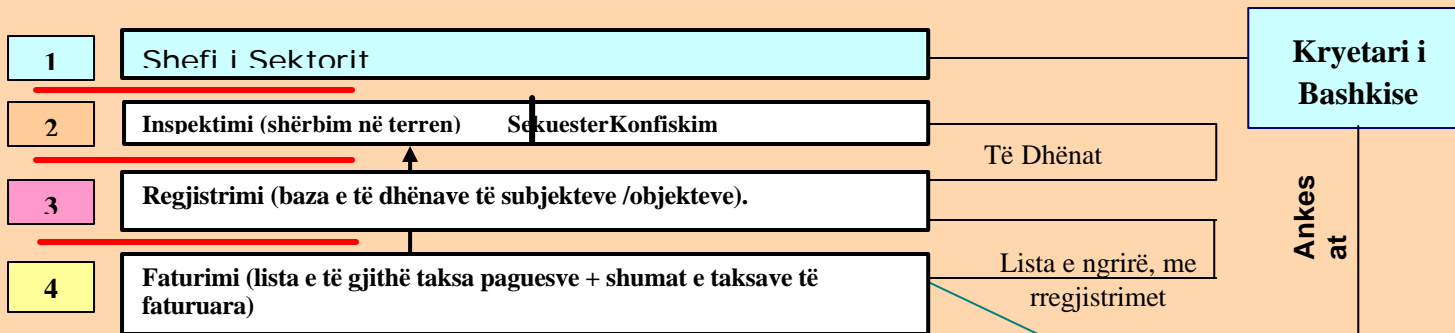 1
Shefi i Sektorit
Kryetari i
Bashkise
2
Inspektimi (shërbim në terren) SekuesterKonfiskim
Të Dhënat
3
Regjistrimi (baza e të dhënave të subjekteve /objekteve).
Ankes
at
4
Faturimi (lista e të gjithë taksa paguesve + shumat e taksave të
faturuara)
Lista e ngrirë, me
rregjistrimet